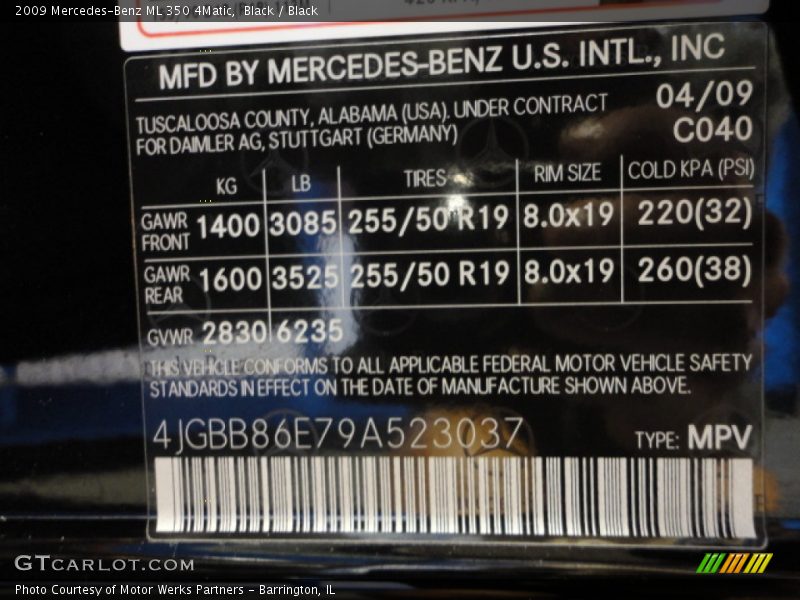 2009 Mercedes-Benz ML 350 4Matic, Black / Black
MFD BY MERCEDES-BENZ U.S. INTL., INC
TUSCALOOSA COUNTY, ALABAMA (USA). UNDER CONTRACT 04/09
FOR DAIMLER AG, STUTTGART (GERMANY) C040
KG LB TIRES RIM SIZE COLD KPA (PSI)
GAWR FRONT 1400 3085 255/50 R19 8.0x19 220(32)
GAWR REAR 1600 3525 255/50 R19 8.0x19 260(38)
GVWR 2830 6235
THIS VEHICLE CONFORMS TO ALL APPLICABLE FEDERAL MOTOR VEHICLE SAFETY
STANDARDS IN EFFECT ON THE DATE OF MANUFACTURE SHOWN ABOVE.
4JGBB86E79A523037 TYPE: MPV
GTCARLOT.COM
Photo Courtesy of Motor Werks Partners - Barrington, IL